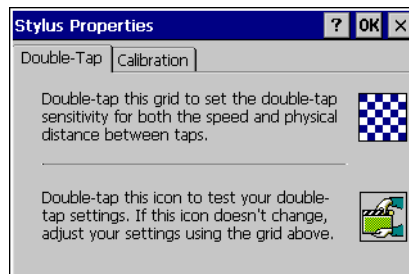 Stylus Properties ? OK ×
Double-Tap Calibration
Double-tap this grid to set the double-tap
sensitivity for both the speed and physical
distance between taps.
Double-tap this icon to test your double-
tap settings. If this icon doesn't change,
adjust your settings using the grid above.